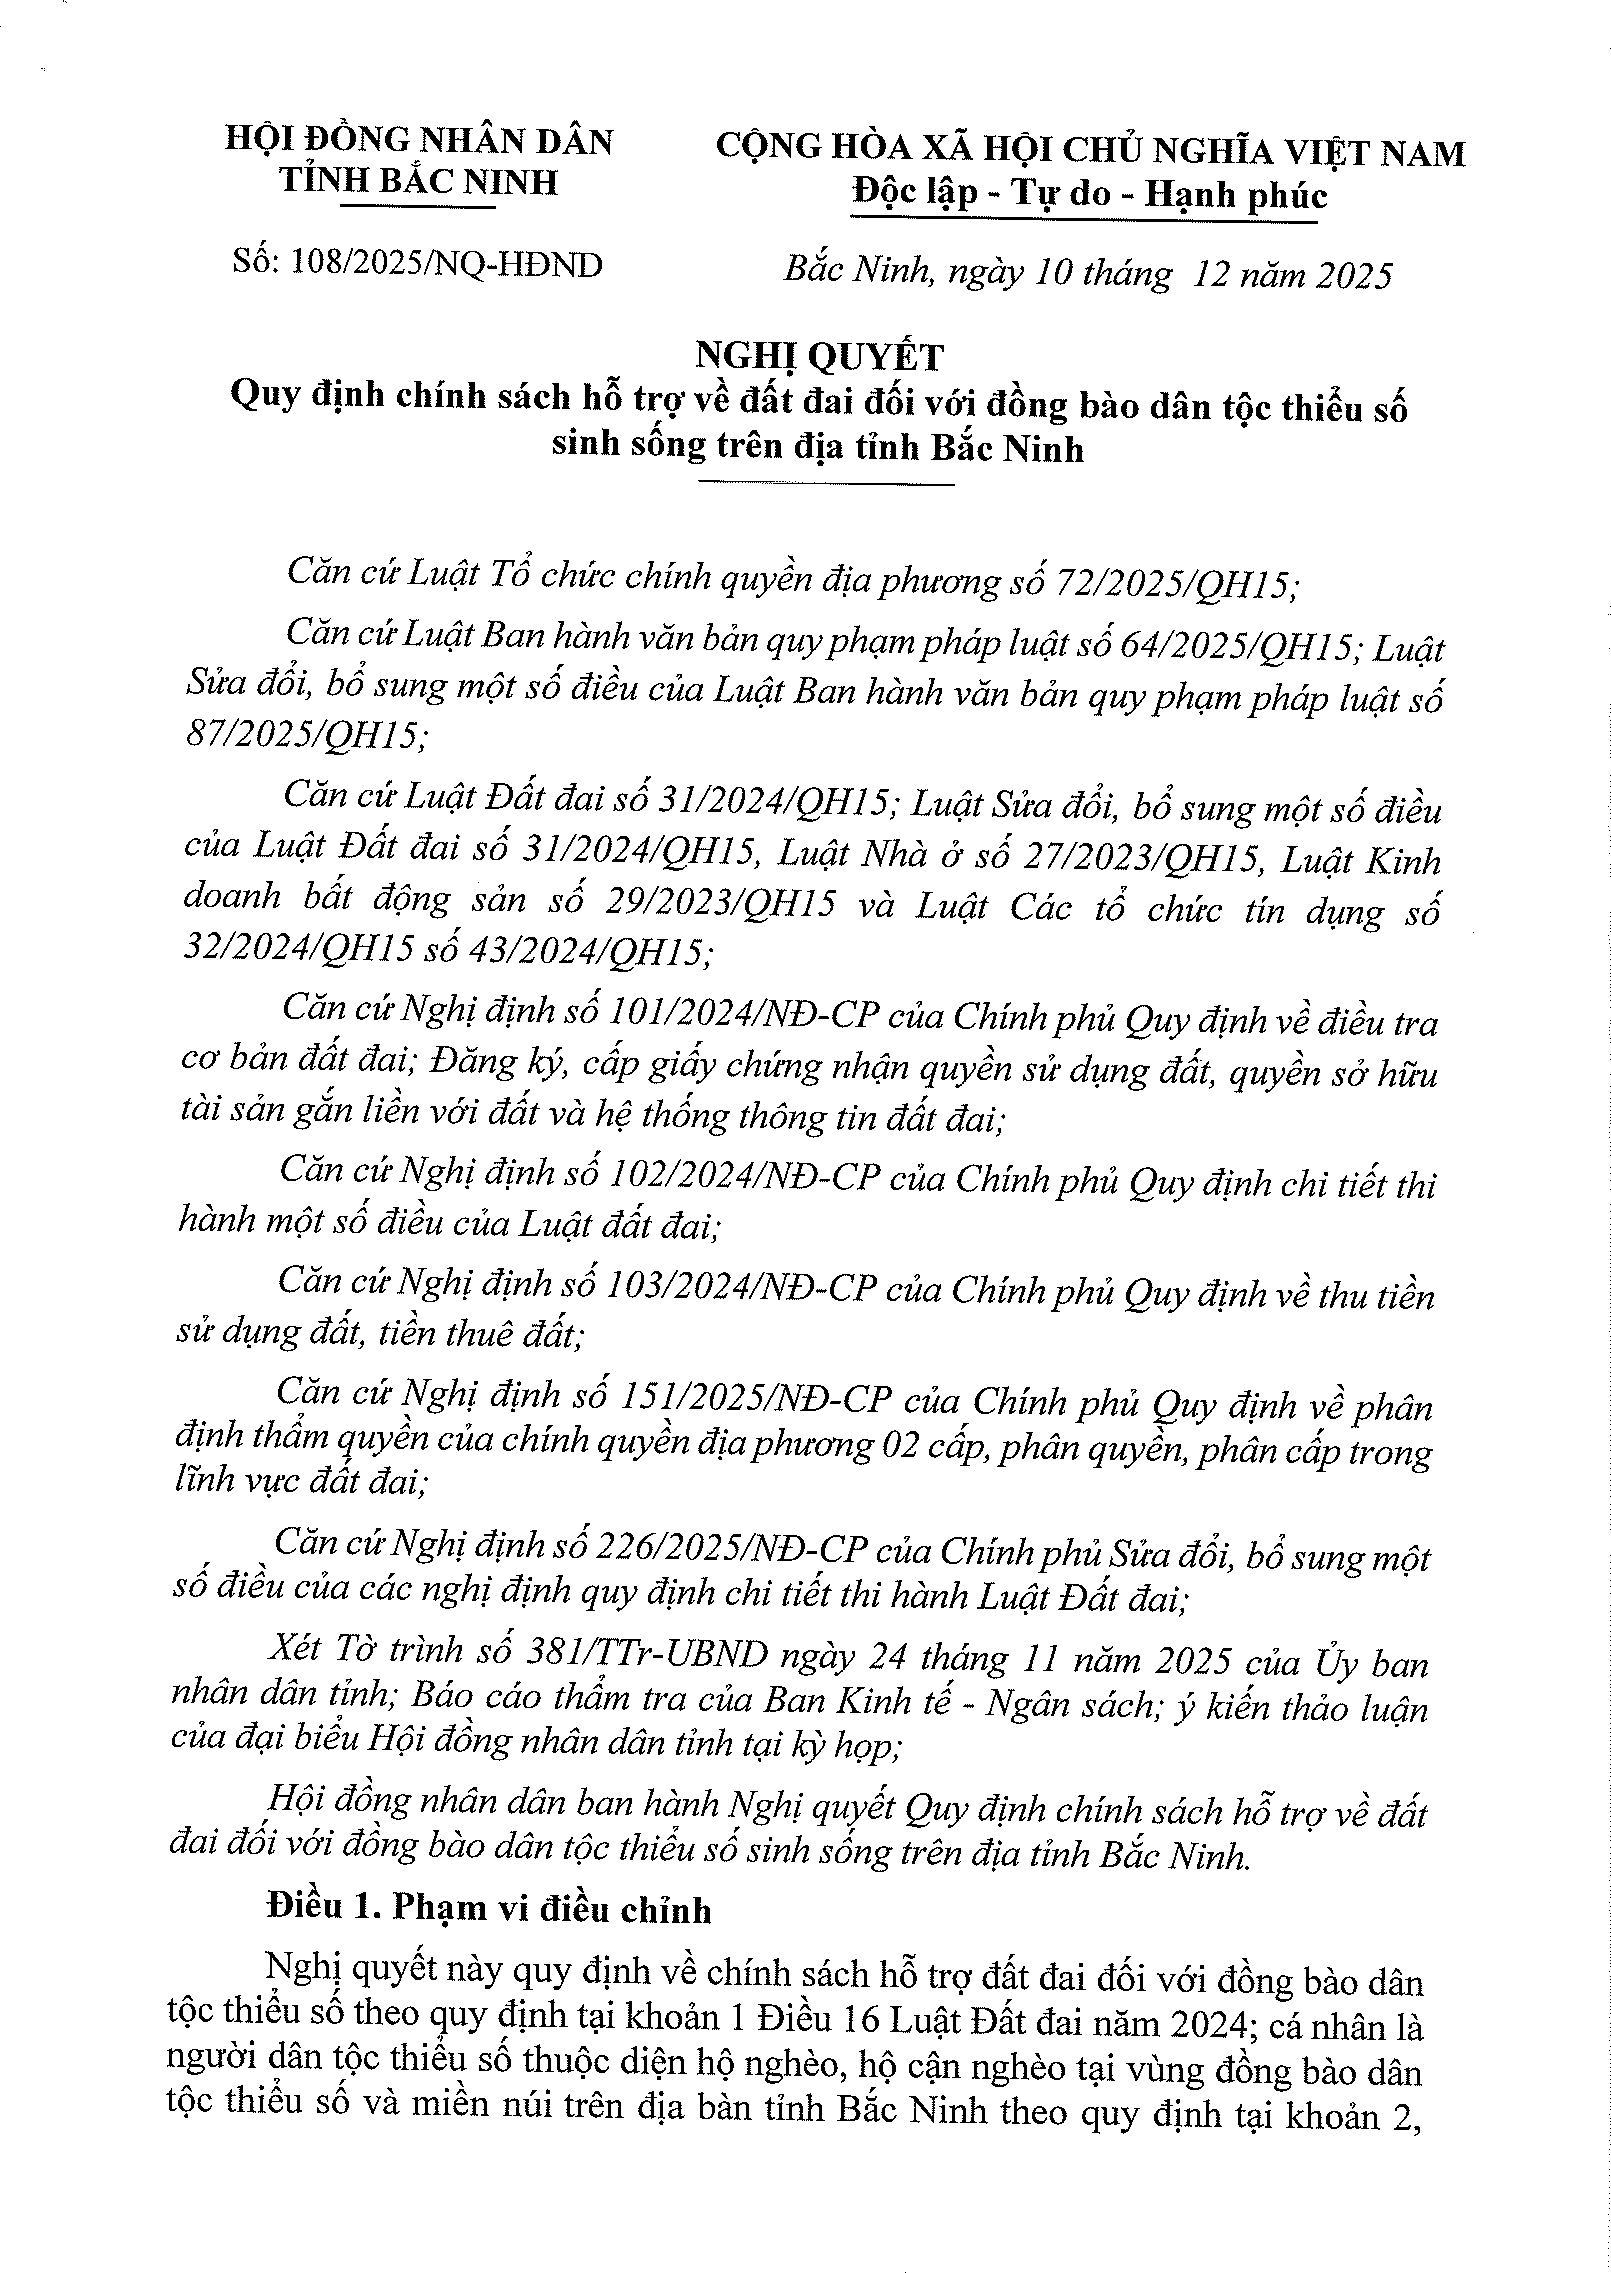 HỘI ĐỒNG NHÂN DÂN
TỈNH BẮC NINH
CỘNG HÒA XÃ HỘI CHỦ NGHĨA VIỆT NAM
Độc lập - Tự do - Hạnh phúc
Số: 108/2025/NQ-HĐND
Bắc Ninh, ngày 10 tháng 12 năm 2025
NGHỊ QUYẾT
Quy định chính sách hỗ trợ về đất đai đối với đồng bào dân tộc thiểu số
sinh sống trên địa tỉnh Bắc Ninh
Căn cứ Luật Tổ chức chính quyền địa phương số 72/2025/QH15;
Căn cứ Luật Ban hành văn bản quy phạm pháp luật số 64/2025/QH15; Luật
Sửa đổi, bổ sung một số điều của Luật Ban hành văn bản quy phạm pháp luật số
87/2025/QH15;
Căn cứ Luật Đất đai số 31/2024/QH15; Luật Sửa đổi, bổ sung một số điều
của Luật Đất đai số 31/2024/QH15, Luật Nhà ở số 27/2023/QH15, Luật Kinh
doanh bất động sản số 29/2023/QH15 và Luật Các tổ chức tín dụng số
32/2024/QH15 số 43/2024/QH15;
Căn cứ Nghị định số 101/2024/NĐ-CP của Chính phủ Quy định về điều tra
cơ bản đất đai; Đăng ký, cấp giấy chứng nhận quyền sử dụng đất, quyền sở hữu
tài sản gắn liền với đất và hệ thống thông tin đất đai;
Căn cứ Nghị định số 102/2024/NĐ-CP của Chính phủ Quy định chi tiết thi
hành một số điều của Luật đất đai;
Căn cứ Nghị định số 103/2024/NĐ-CP của Chính phủ Quy định về thu tiền
sử dụng đất, tiền thuê đất;
Căn cứ Nghị định số 151/2025/NĐ-CP của Chính phủ Quy định về phân
định thẩm quyền của chính quyền địa phương 02 cấp, phân quyền, phân cấp trong
lĩnh vực đất đai;
Căn cứ Nghị định số 226/2025/NĐ-CP của Chính phủ Sửa đổi, bổ sung một
số điều của các nghị định quy định chi tiết thi hành Luật Đất đai;
Xét Tờ trình số 381/TTr-UBND ngày 24 tháng 11 năm 2025 của Ủy ban
nhân dân tỉnh; Báo cáo thẩm tra của Ban Kinh tế - Ngân sách; ý kiến thảo luận
của đại biểu Hội đồng nhân dân tỉnh tại kỳ họp;
Hội đồng nhân dân ban hành Nghị quyết Quy định chính sách hỗ trợ về đất
đai đối với đồng bào dân tộc thiểu số sinh sống trên địa tỉnh Bắc Ninh.
Điều 1. Phạm vi điều chỉnh
Nghị quyết này quy định về chính sách hỗ trợ đất đai đối với đồng bào dân
tộc thiểu số theo quy định tại khoản 1 Điều 16 Luật Đất đai năm 2024; cá nhân là
người dân tộc thiểu số thuộc diện hộ nghèo, hộ cận nghèo tại vùng đồng bào dân
tộc thiểu số và miền núi trên địa bàn tỉnh Bắc Ninh theo quy định tại khoản 2,